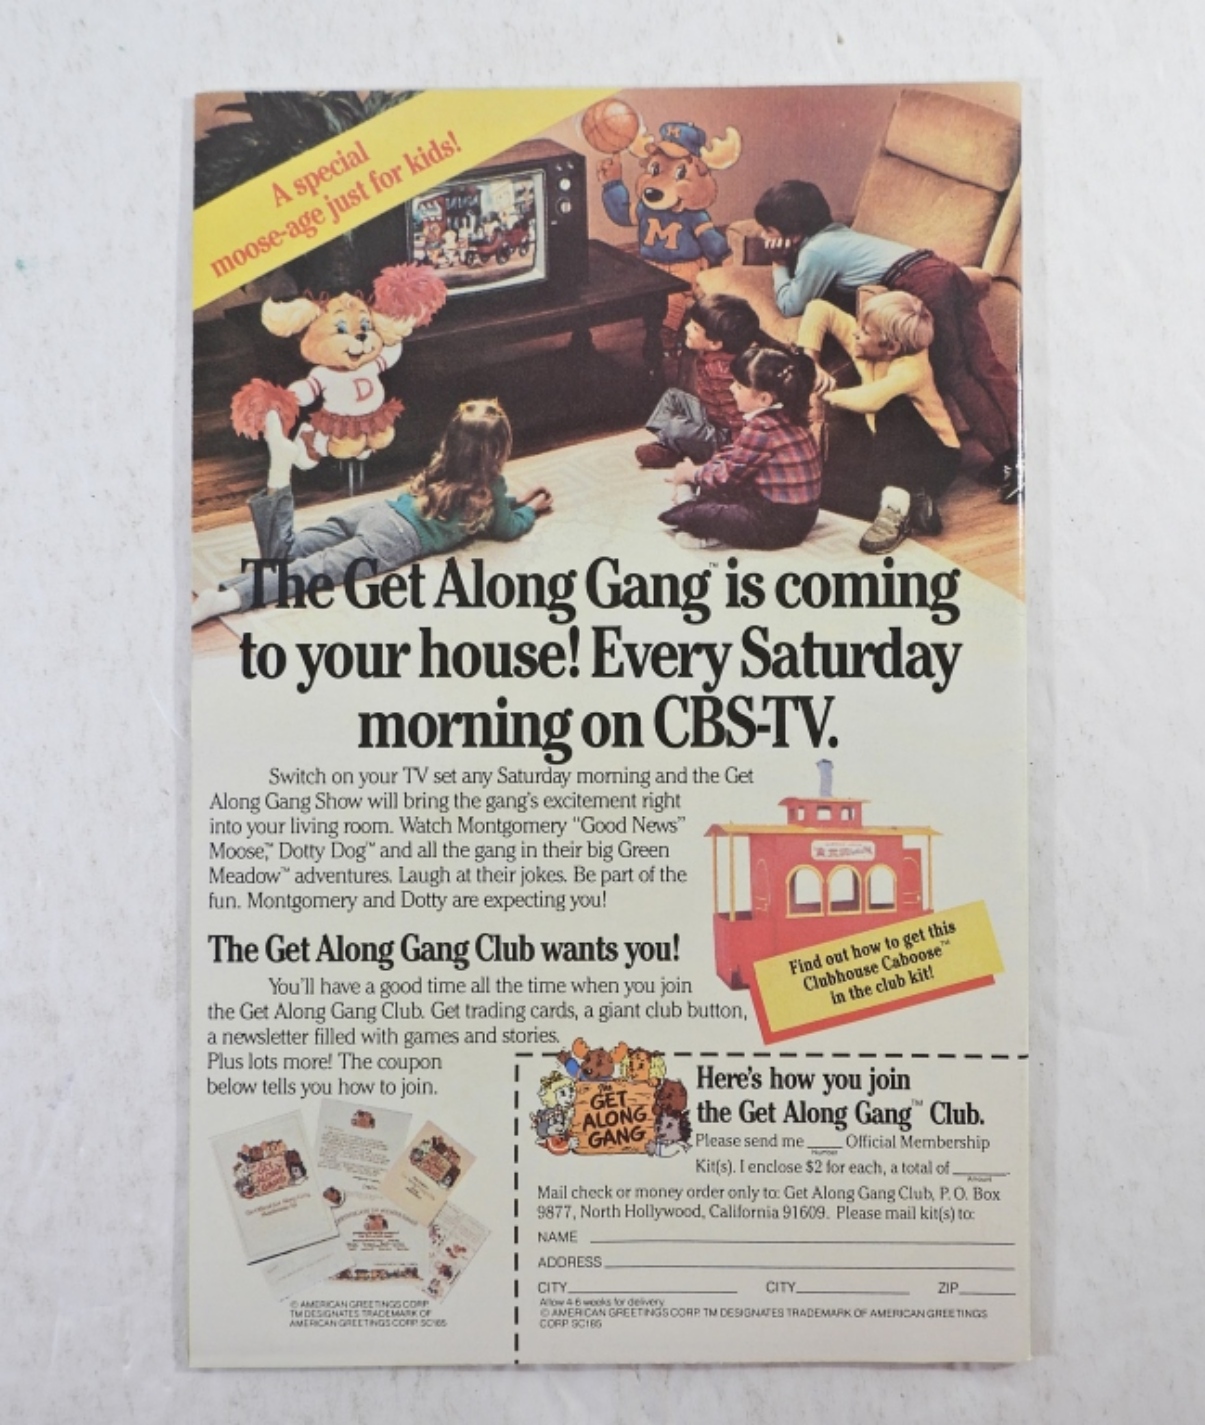 A special
moose-age just for kids!
M
M
D
The Get Along Gang™ is coming
to your house! Every Saturday
morning on CBS-TV.
Switch on your TV set any Saturday morning and the Get
Along Gang Show will bring the gang's excitement right
into your living room. Watch Montgomery "Good News"
Moose,™ Dotty Dog™ and all the gang in their big Green
Meadow™ adventures. Laugh at their jokes. Be part of the
fun. Montgomery and Dotty are expecting you!
Find out how to get this
Clubhouse Caboose™
in the club kit!
The Get Along Gang Club wants you!
You'll have a good time all the time when you join
the Get Along Gang Club. Get trading cards, a giant club button,
a newsletter filled with games and stories.
Plus lots more! The coupon
below tells you how to join.
© AMERICAN GREETINGS CORP.
TM DESIGNATES TRADEMARK OF
AMERICAN GREETINGS CORP. SC185
The
GET
ALONG
GANG
Here's how you join
the Get Along Gang™ Club.
Please send me ____ Official Membership
Number
Kit(s). I enclose $2 for each, a total of ______.
Amount
Mail check or money order only to: Get Along Gang Club, P.O. Box
9877, North Hollywood, California 91609. Please mail kit(s) to:
NAME
ADDRESS
CITY CITY ZIP
Allow 4-6 weeks for delivery.
© AMERICAN GREETINGS CORP. TM DESIGNATES TRADEMARK OF AMERICAN GREETINGS
CORP. SC185